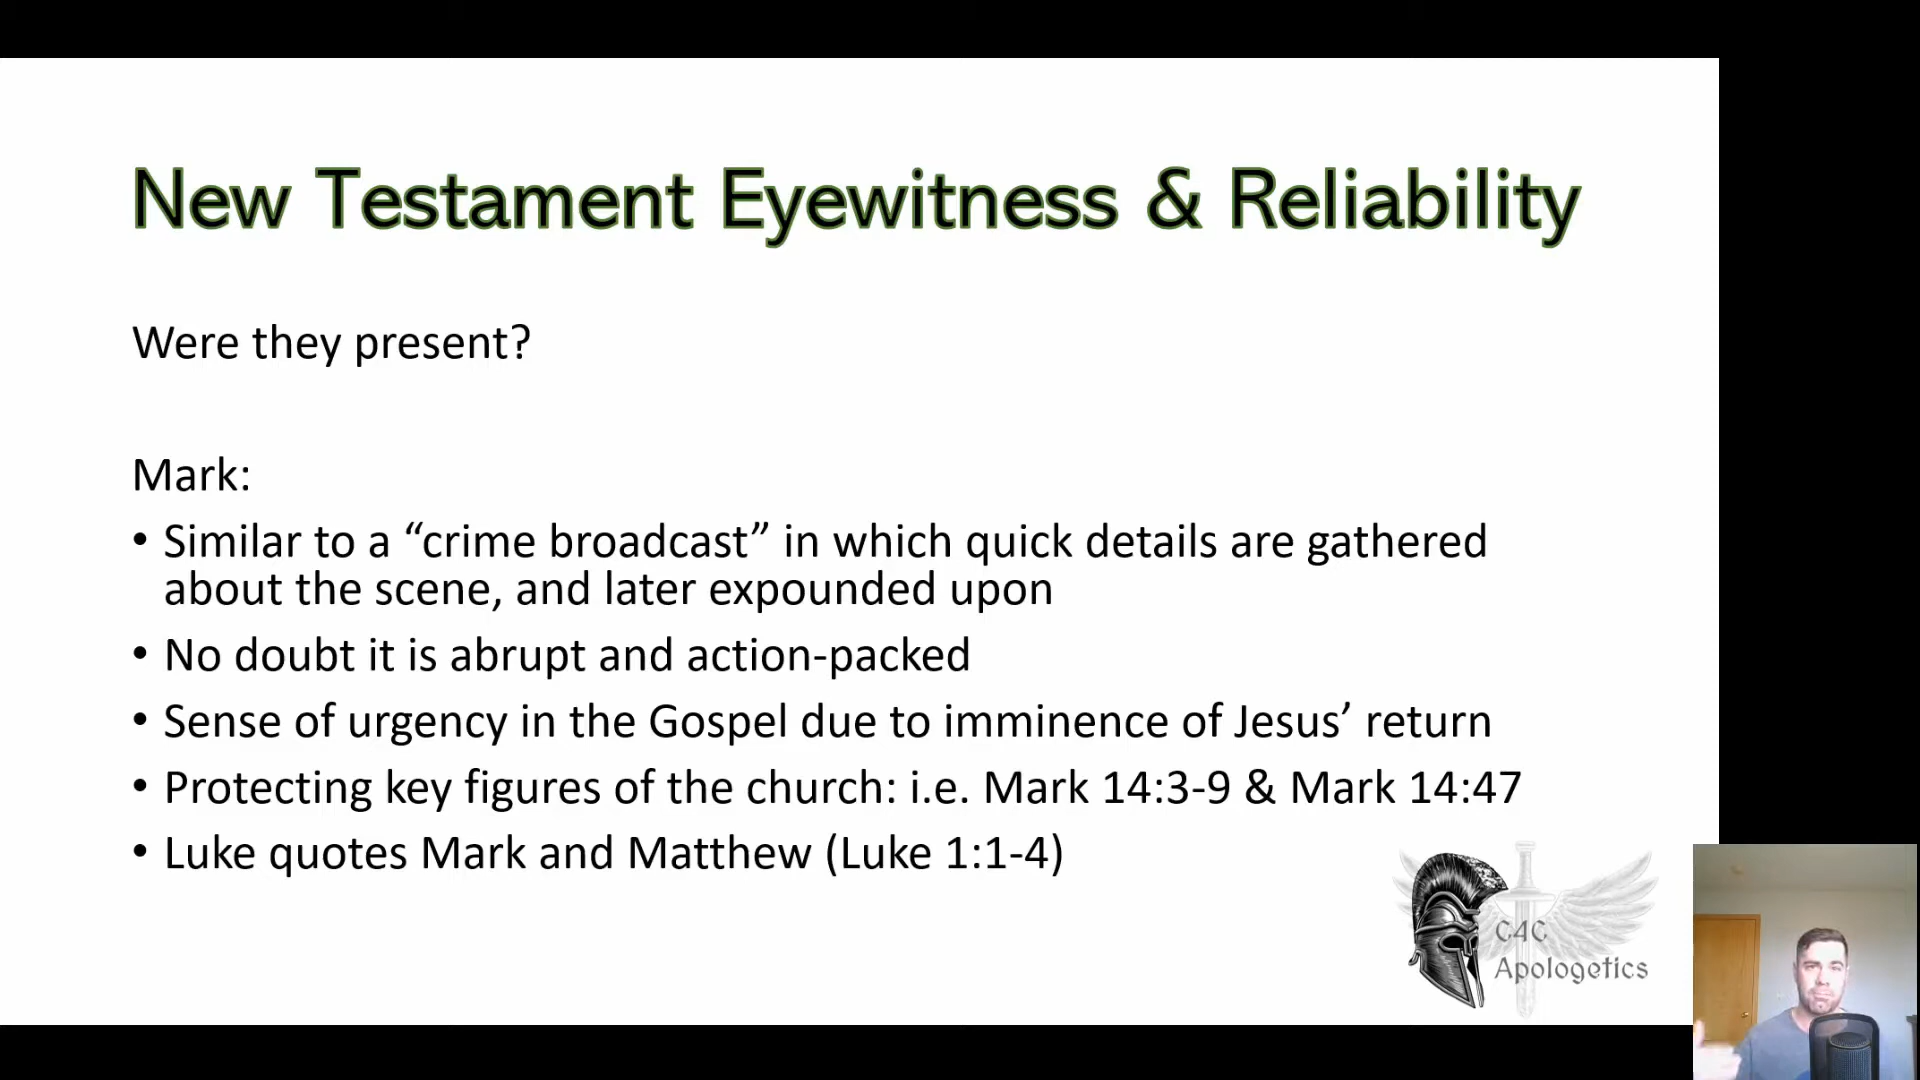 New Testament Eyewitness & Reliability
Were they present?
Mark:
• Similar to a “crime broadcast” in which quick details are gathered
about the scene, and later expounded upon
• No doubt it is abrupt and action-packed
• Sense of urgency in the Gospel due to imminence of Jesus’ return
• Protecting key figures of the church: i.e. Mark 14:3-9 & Mark 14:47
• Luke quotes Mark and Matthew (Luke 1:1-4)
C4C
Apologetics